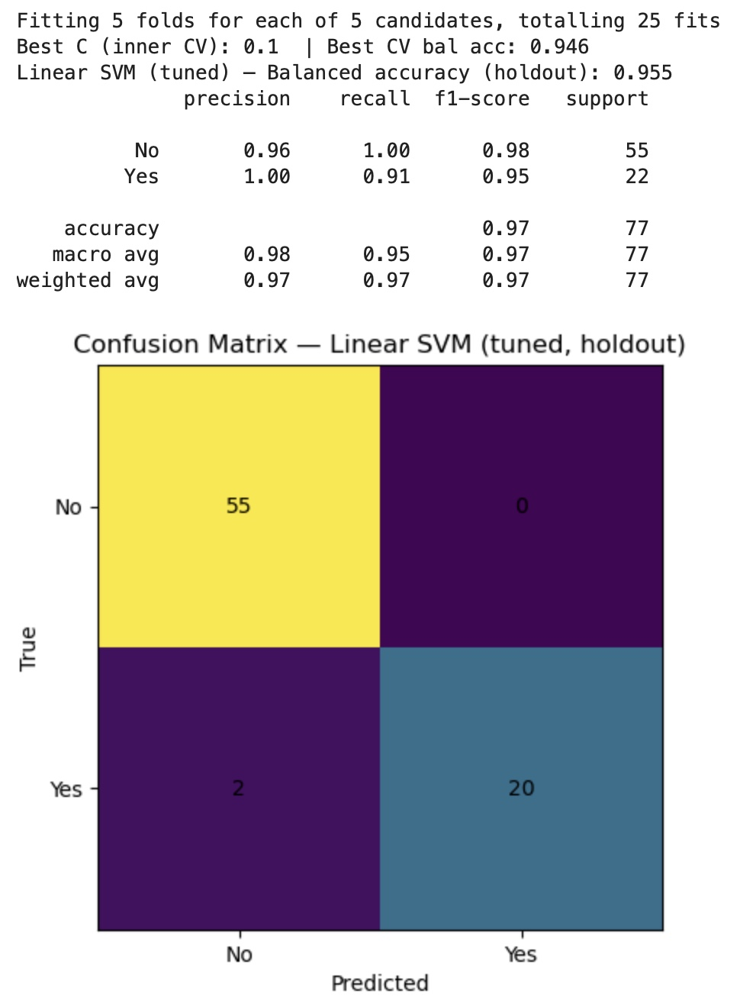 Fitting 5 folds for each of 5 candidates, totalling 25 fits
Best C (inner CV): 0.1 | Best CV bal acc: 0.946
Linear SVM (tuned) — Balanced accuracy (holdout): 0.955
precision recall f1-score support
No 0.96 1.00 0.98 55
Yes 1.00 0.91 0.95 22
accuracy 0.97 77
macro avg 0.98 0.95 0.97 77
weighted avg 0.97 0.97 0.97 77
Confusion Matrix — Linear SVM (tuned, holdout)
No 55 0
True
Yes 2 20
No Yes
Predicted